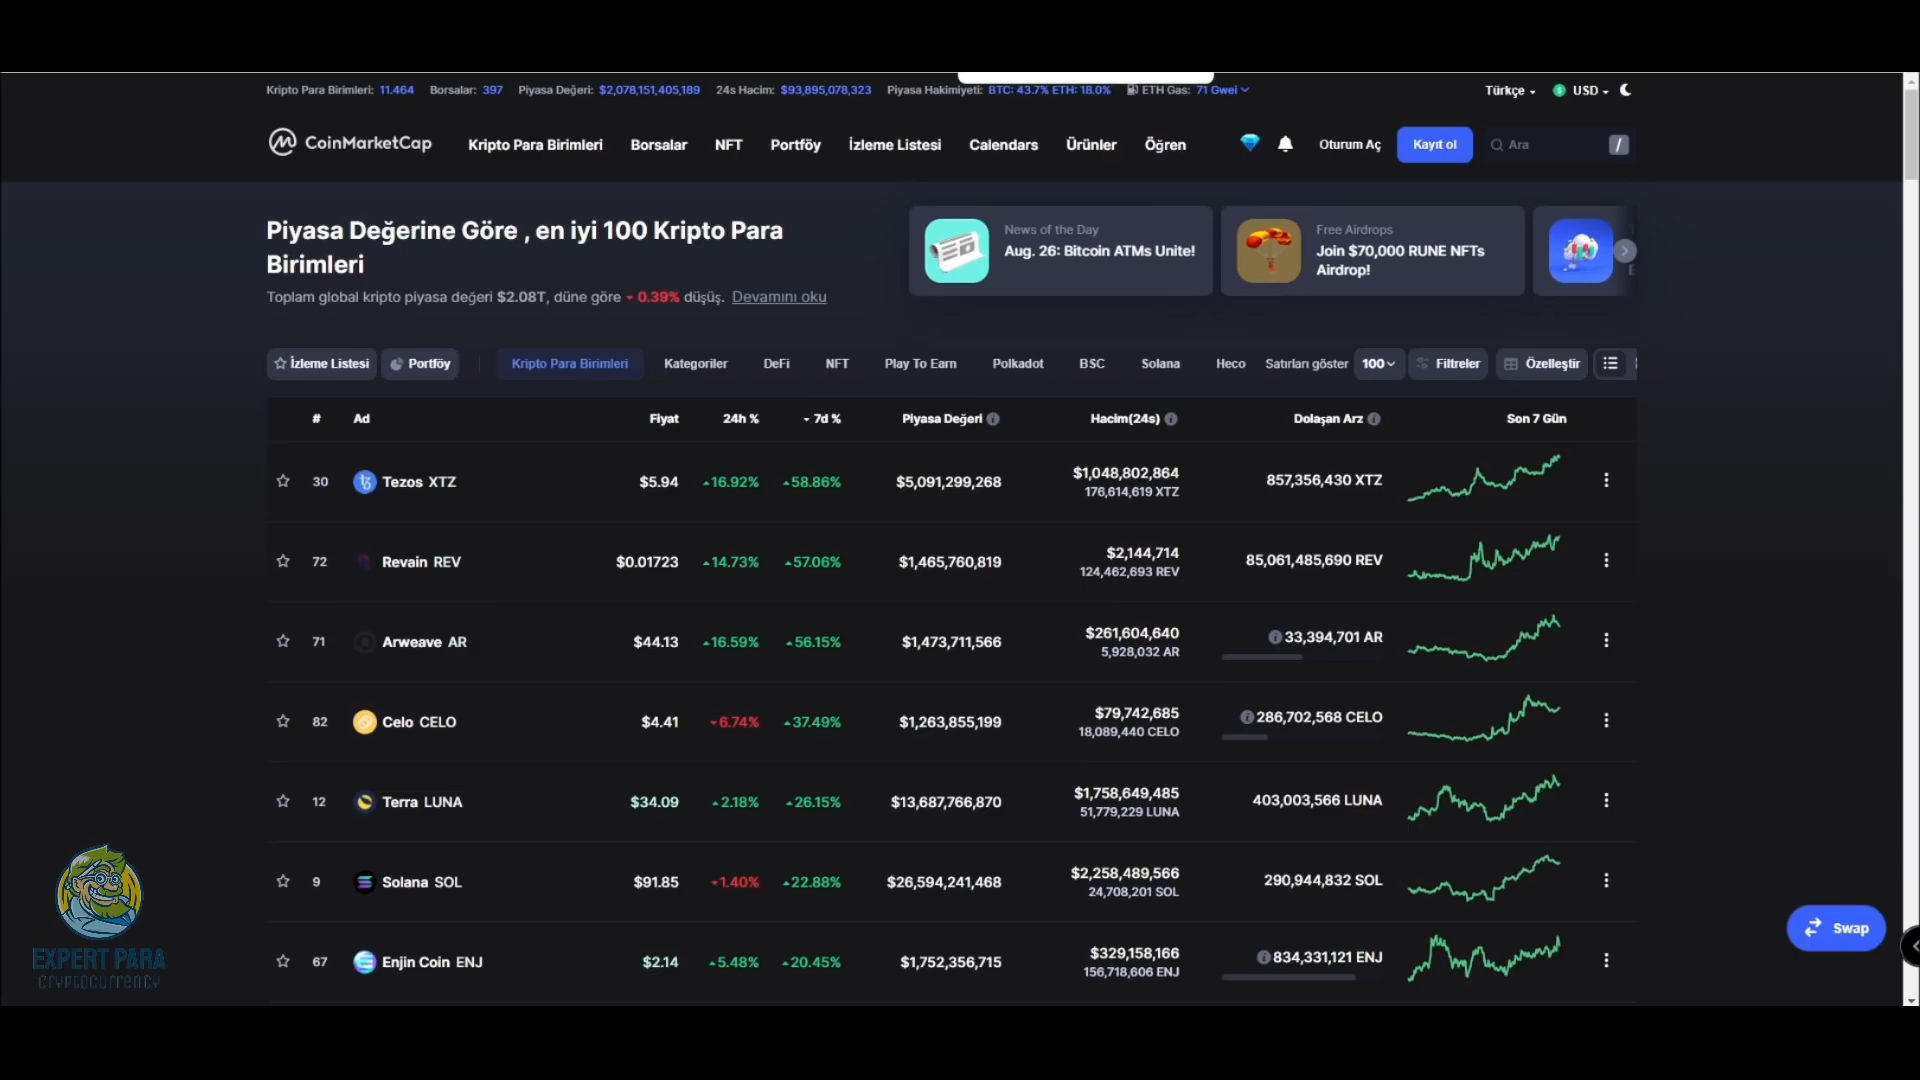 Kripto Para Birimleri: 11.464 Borsalar: 397 Piyasa Değeri: $2,078,151,405,189 24s Hacim: $93,895,078,323 Piyasa Hakimiyeti: BTC: 43.7% ETH: 18.0% ETH Gas: 71 Gwei Türkçe USD
CoinMarketCap Kripto Para Birimleri Borsalar NFT Portföy İzleme Listesi Calendars Ürünler Öğren Oturum Aç Kayıt ol Ara /
Piyasa Değerine Göre , en iyi 100 Kripto Para
Birimleri
Toplam global kripto piyasa değeri $2.08T, düne göre 0.39% düşüş. Devamını oku
News of the Day
Aug. 26: Bitcoin ATMs Unite!
Free Airdrops
Join $70,000 RUNE NFTs
Airdrop!
İzleme Listesi Portföy Kripto Para Birimleri Kategoriler DeFi NFT Play To Earn Polkadot BSC Solana Heco Satırları göster 100 Filtreler Özelleştir
# Ad Fiyat 24h % 7d % Piyasa Değeri Hacim(24s) Dolaşan Arz Son 7 Gün
30 Tezos XTZ $5.94 16.92% 58.86% $5,091,299,268 $1,048,802,864 857,356,430 XTZ
176,614,619 XTZ
72 Revain REV $0.01723 14.73% 57.06% $1,465,760,819 $2,144,714 85,061,485,690 REV
124,462,693 REV
71 Arweave AR $44.13 16.59% 56.15% $1,473,711,566 $261,604,640 33,394,701 AR
5,928,032 AR
82 Celo CELO $4.41 6.74% 37.49% $1,263,855,199 $79,742,685 286,702,568 CELO
18,089,440 CELO
12 Terra LUNA $34.09 2.18% 26.15% $13,687,766,870 $1,758,649,485 403,003,566 LUNA
51,779,229 LUNA
9 Solana SOL $91.85 1.40% 22.88% $26,594,241,468 $2,258,489,566 290,944,832 SOL
24,708,201 SOL
67 Enjin Coin ENJ $2.14 5.48% 20.45% $1,752,356,715 $329,158,166 834,331,121 ENJ
156,718,606 ENJ
Swap
EXPERT PARA
CRYPTOCURRENCY